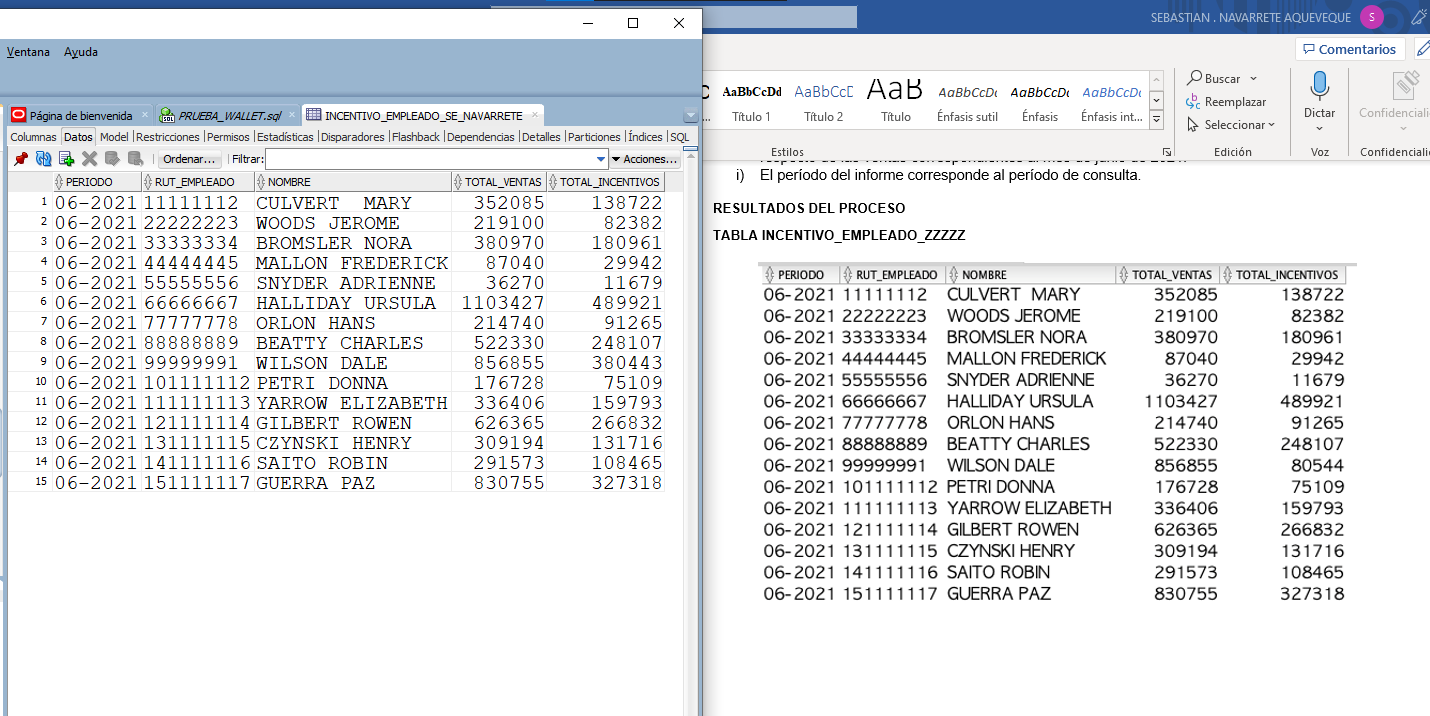 SEBASTIAN . NAVARRETE AQUEVEQUE S
Ventana Ayuda
Comentarios
Página de bienvenida × PRUEBA_WALLET.sql × INCENTIVO_EMPLEADO_SE_NAVARRETE ×
Columnas Datos Model Restricciones Permisos Estadísticas Disparadores Flashback Dependencias Detalles Particiones Índices SQL
Ordenar... Filtrar: Acciones...
PERIODO RUT_EMPLEADO NOMBRE TOTAL_VENTAS TOTAL_INCENTIVOS
1 06-2021 11111112 CULVERT  MARY 352085 138722
2 06-2021 22222223 WOODS JEROME 219100 82382
3 06-2021 33333334 BROMSLER NORA 380970 180961
4 06-2021 44444445 MALLON FREDERICK 87040 29942
5 06-2021 55555556 SNYDER ADRIENNE 36270 11679
6 06-2021 66666667 HALLIDAY URSULA 1103427 489921
7 06-2021 77777778 ORLON HANS 214740 91265
8 06-2021 88888889 BEATTY CHARLES 522330 248107
9 06-2021 99999991 WILSON DALE 856855 380443
10 06-2021 101111112 PETRI DONNA 176728 75109
11 06-2021 111111113 YARROW ELIZABETH 336406 159793
12 06-2021 121111114 GILBERT ROWEN 626365 266832
13 06-2021 131111115 CZYNSKI HENRY 309194 131716
14 06-2021 141111116 SAITO ROBIN 291573 108465
15 06-2021 151111117 GUERRA PAZ 830755 327318
AaBbCcDd AaBbCcD AaB AaBbCcDd AaBbCcDd AaBbCcDd
... Título 1 Título 2 Título Énfasis sutil Énfasis Énfasis int...
Estilos
Buscar
Reemplazar
Seleccionar
Edición
Dictar
Voz
Confidenciali
Confidenciali
i) El período del informe corresponde al período de consulta.
RESULTADOS DEL PROCESO
TABLA INCENTIVO_EMPLEADO_ZZZZZ
PERIODO RUT_EMPLEADO NOMBRE TOTAL_VENTAS TOTAL_INCENTIVOS
06-2021 11111112 CULVERT  MARY 352085 138722
06-2021 22222223 WOODS JEROME 219100 82382
06-2021 33333334 BROMSLER NORA 380970 180961
06-2021 44444445 MALLON FREDERICK 87040 29942
06-2021 55555556 SNYDER ADRIENNE 36270 11679
06-2021 66666667 HALLIDAY URSULA 1103427 489921
06-2021 77777778 ORLON HANS 214740 91265
06-2021 88888889 BEATTY CHARLES 522330 248107
06-2021 99999991 WILSON DALE 856855 80544
06-2021 101111112 PETRI DONNA 176728 75109
06-2021 111111113 YARROW ELIZABETH 336406 159793
06-2021 121111114 GILBERT ROWEN 626365 266832
06-2021 131111115 CZYNSKI HENRY 309194 131716
06-2021 141111116 SAITO ROBIN 291573 108465
06-2021 151111117 GUERRA PAZ 830755 327318